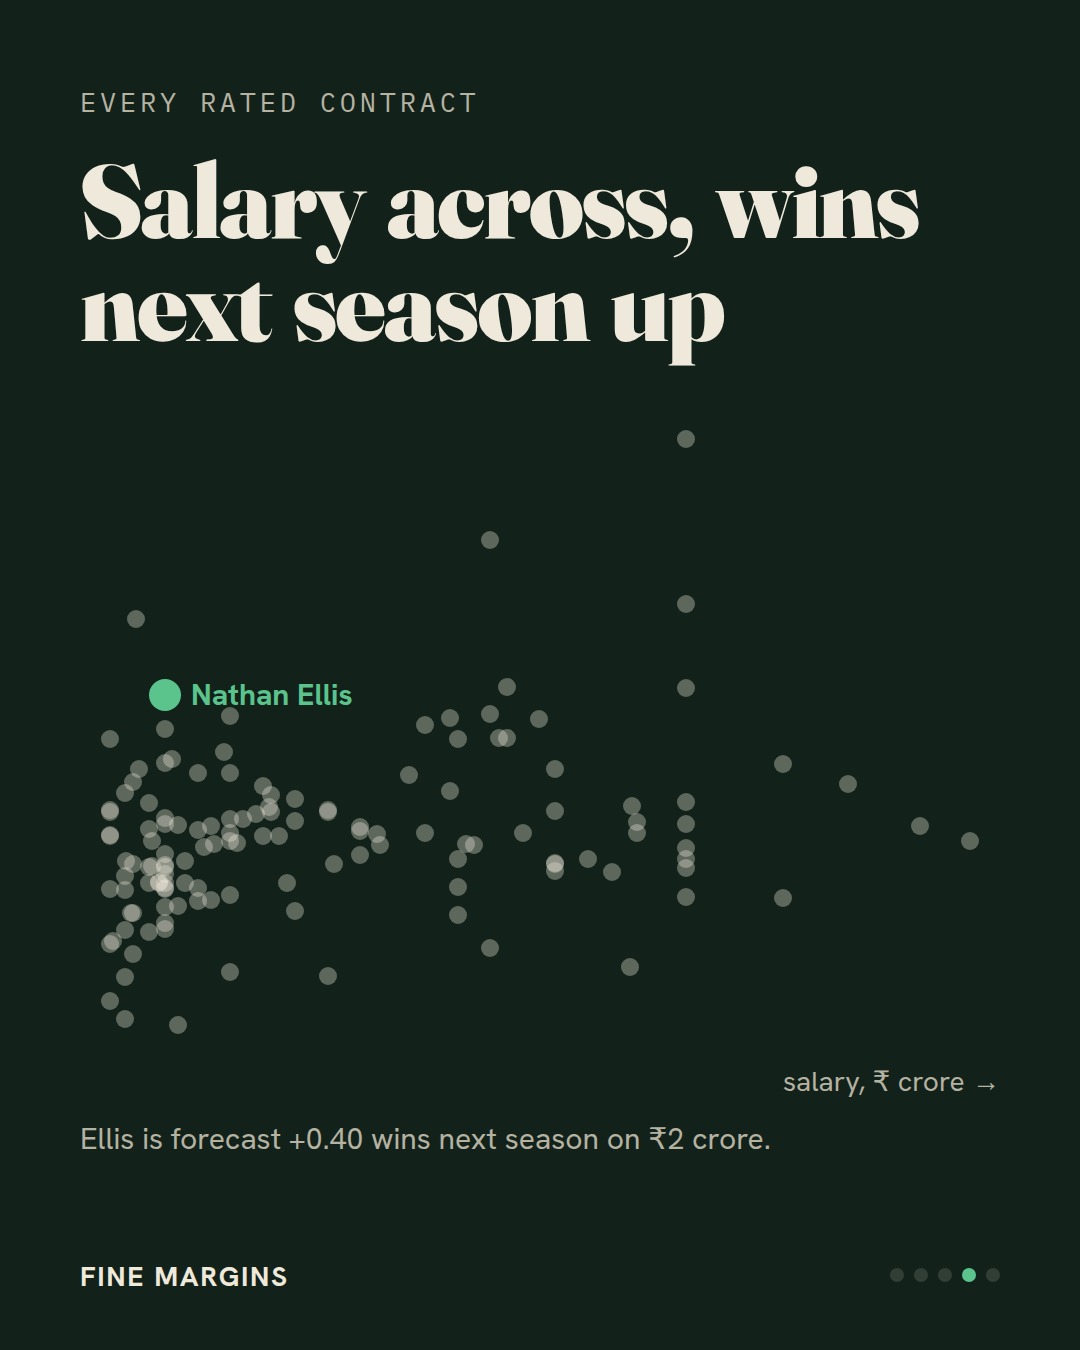 EVERY RATED CONTRACT
Salary across, wins
next season up
Nathan Ellis
salary, ₹ crore →
Ellis is forecast +0.40 wins next season on ₹2 crore.
FINE MARGINS